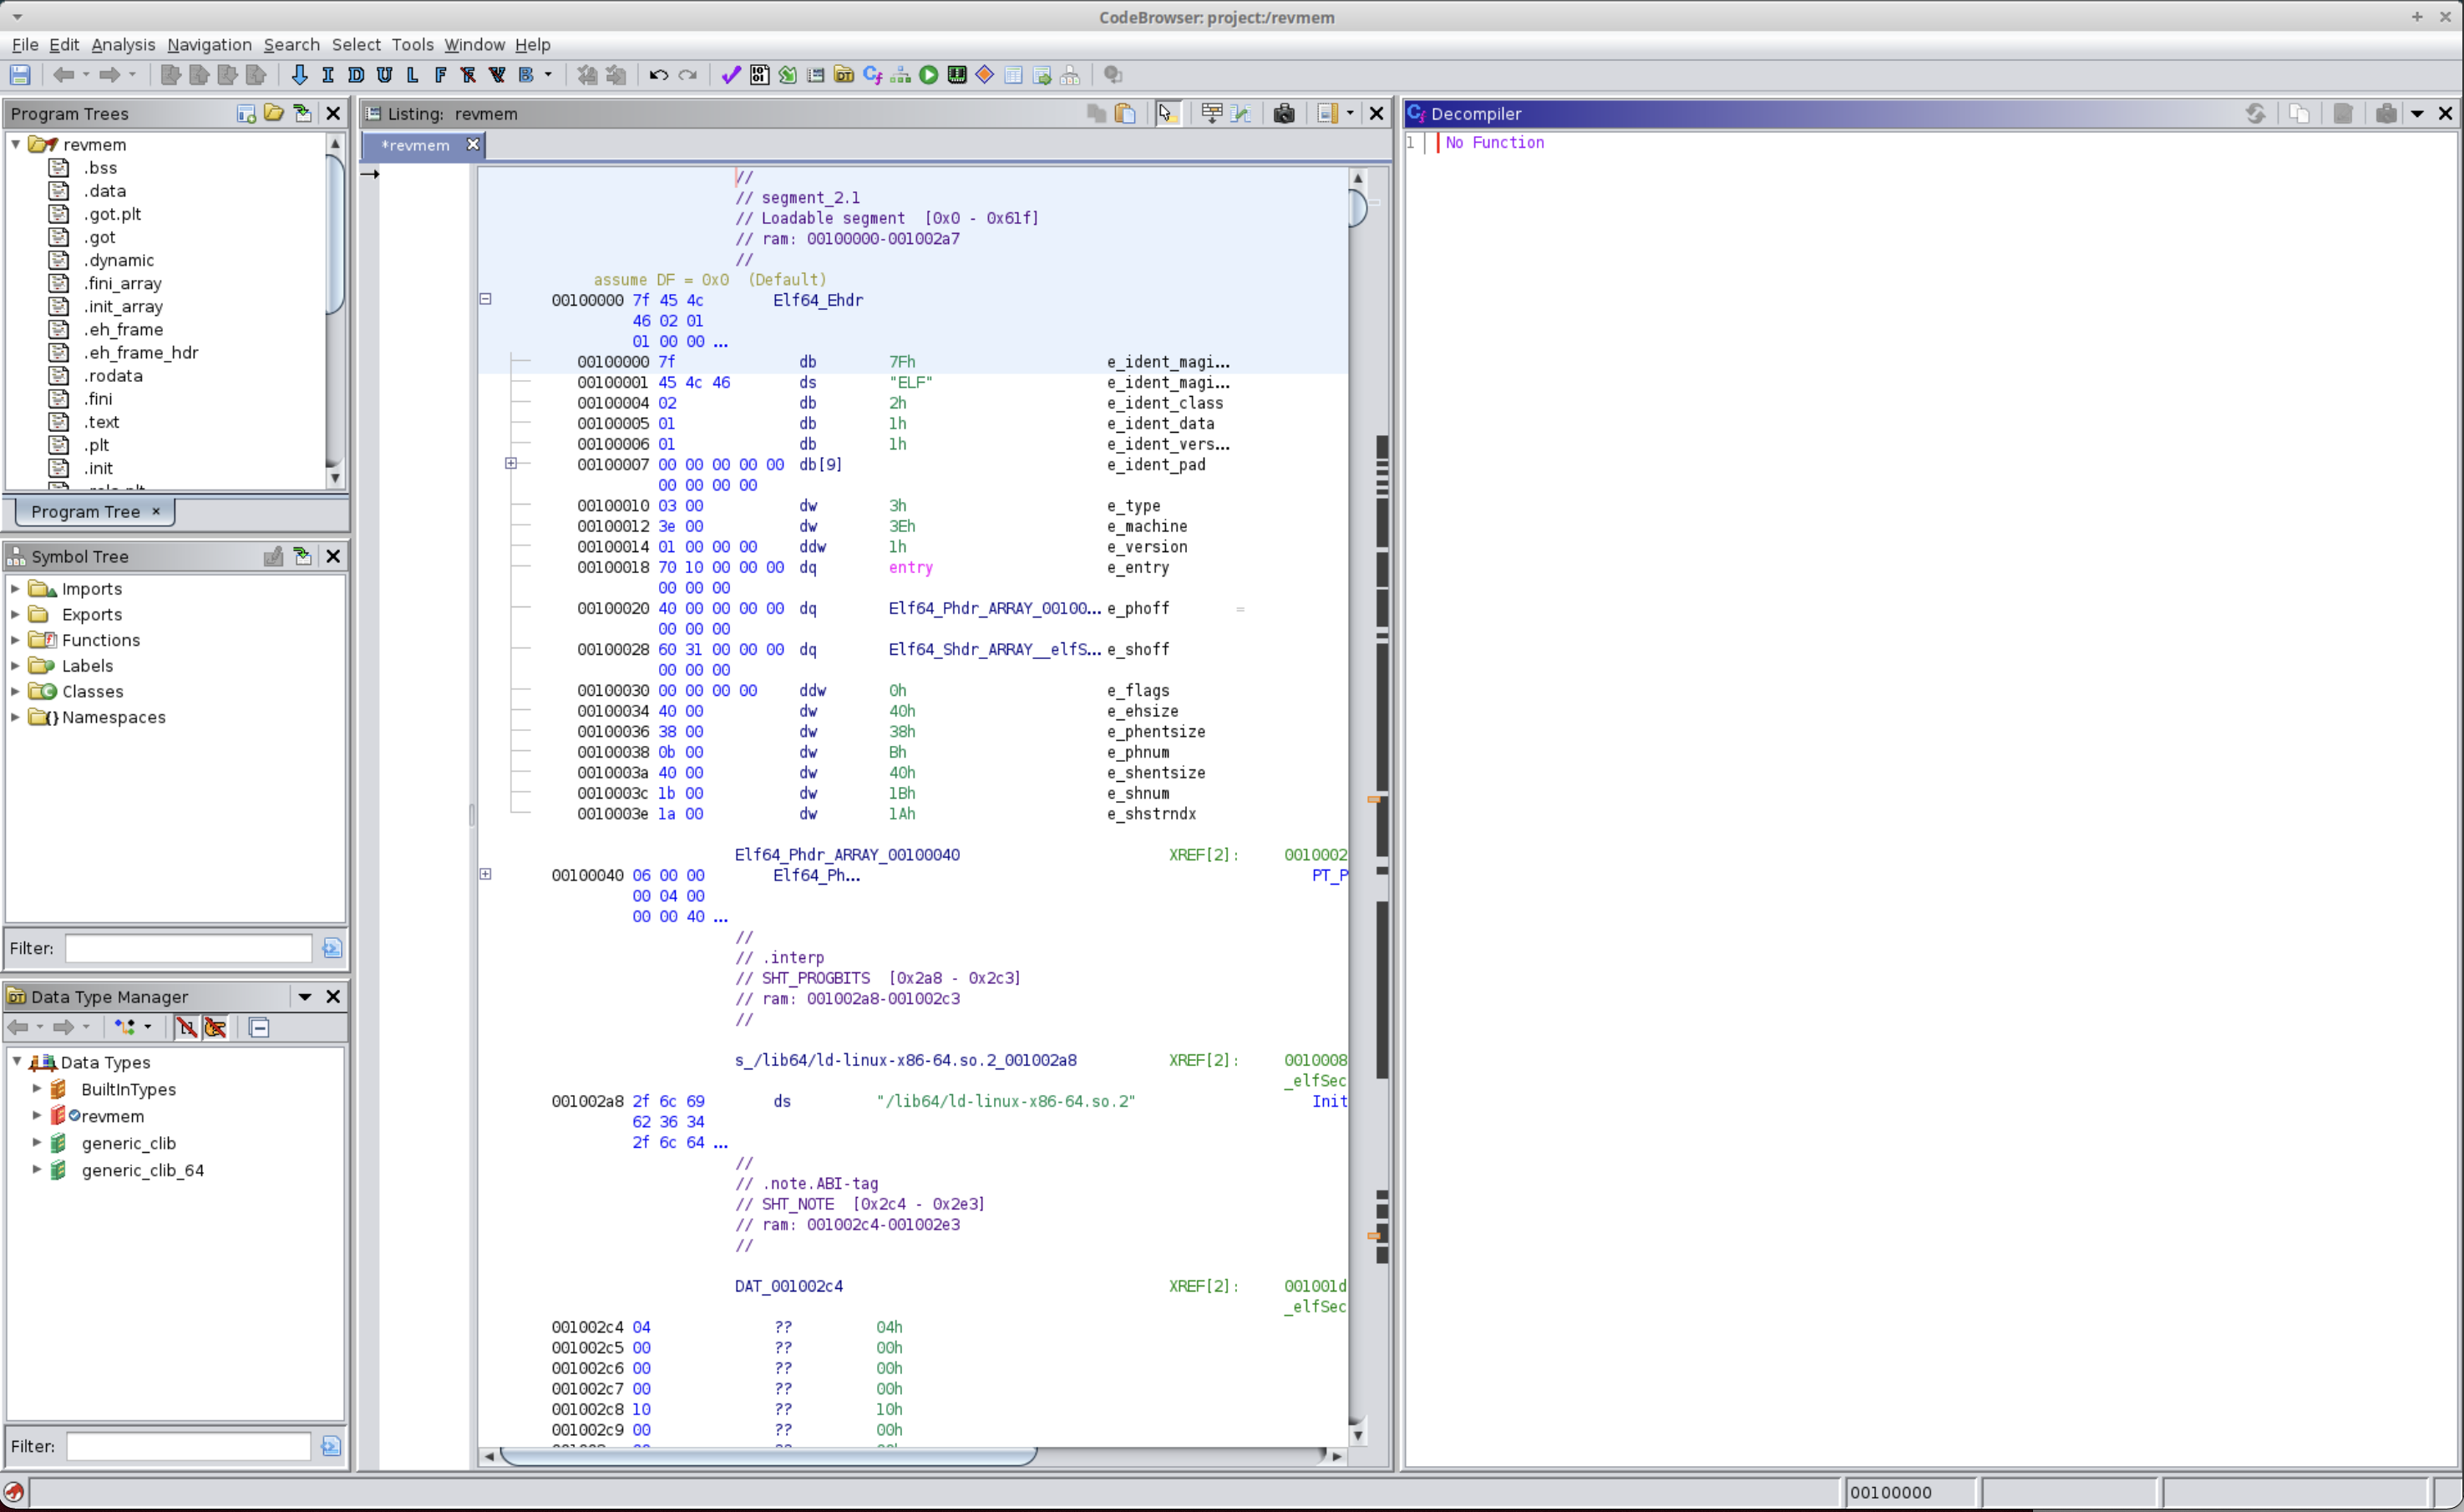 CodeBrowser: project:/revmem
File Edit Analysis Navigation Search Select Tools Window Help
I D U L F B
Program Trees
revmem
.bss
.data
.got.plt
.got
.dynamic
.fini_array
.init_array
.eh_frame
.eh_frame_hdr
.rodata
.fini
.text
.plt
.init
Program Tree ×
Symbol Tree
Imports
Exports
Functions
Labels
Classes
Namespaces
Filter:
Data Type Manager
Data Types
BuiltInTypes
revmem
generic_clib
generic_clib_64
Filter:
Listing: revmem
*revmem
//
// segment_2.1
// Loadable segment [0x0 - 0x61f]
// ram: 00100000-001002a7
//
assume DF = 0x0 (Default)
00100000 7f 45 4c Elf64_Ehdr
46 02 01
01 00 00 ...
00100000 7f db 7Fh e_ident_magi...
00100001 45 4c 46 ds "ELF" e_ident_magi...
00100004 02 db 2h e_ident_class
00100005 01 db 1h e_ident_data
00100006 01 db 1h e_ident_vers...
00100007 00 00 00 00 00 db[9] e_ident_pad
00 00 00 00
00100010 03 00 dw 3h e_type
00100012 3e 00 dw 3Eh e_machine
00100014 01 00 00 00 ddw 1h e_version
00100018 70 10 00 00 00 dq entry e_entry
00 00 00
00100020 40 00 00 00 00 dq Elf64_Phdr_ARRAY_00100... e_phoff =
00 00 00
00100028 60 31 00 00 00 dq Elf64_Shdr_ARRAY__elfS... e_shoff
00 00 00
00100030 00 00 00 00 ddw 0h e_flags
00100034 40 00 dw 40h e_ehsize
00100036 38 00 dw 38h e_phentsize
00100038 0b 00 dw Bh e_phnum
0010003a 40 00 dw 40h e_shentsize
0010003c 1b 00 dw 1Bh e_shnum
0010003e 1a 00 dw 1Ah e_shstrndx
Elf64_Phdr_ARRAY_00100040 XREF[2]: 0010002
00100040 06 00 00 Elf64_Ph... PT_P
00 04 00
00 00 40 ...
//
// .interp
// SHT_PROGBITS [0x2a8 - 0x2c3]
// ram: 001002a8-001002c3
//
s_/lib64/ld-linux-x86-64.so.2_001002a8 XREF[2]: 0010008
_elfSec
001002a8 2f 6c 69 ds "/lib64/ld-linux-x86-64.so.2" Init
62 36 34
2f 6c 64 ...
//
// .note.ABI-tag
// SHT_NOTE [0x2c4 - 0x2e3]
// ram: 001002c4-001002e3
//
DAT_001002c4 XREF[2]: 001001d
_elfSec
001002c4 04 ?? 04h
001002c5 00 ?? 00h
001002c6 00 ?? 00h
001002c7 00 ?? 00h
001002c8 10 ?? 10h
001002c9 00 ?? 00h
Decompiler
1 No Function
00100000